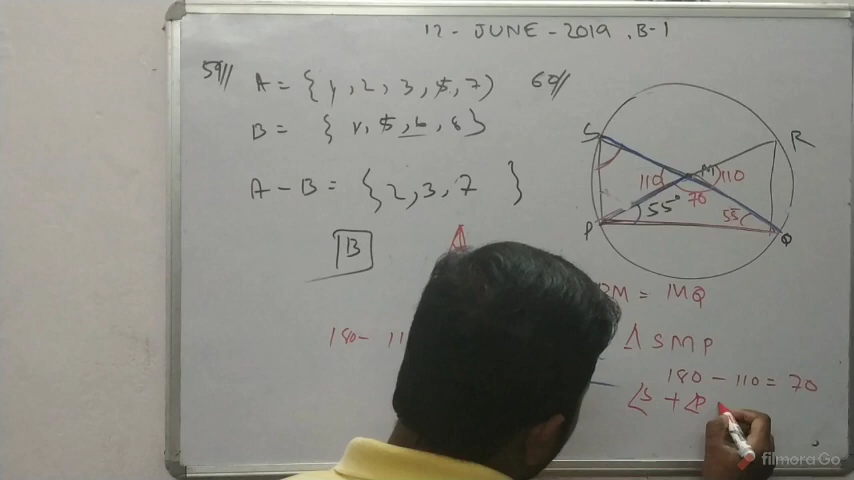 12 - JUNE - 2019 . B-1
59//
A = { 1, 2, 3, 5, 7 )
B = { 1, 5, 6, 8 }
A - B = { 2, 3, 7 }
B
60//
S
R
M
110
110
70
55°
55
P
Q
PM = MQ
180 - 11
Δ SMP
180 - 110 = 70
∠S + ∠P
filmora Go